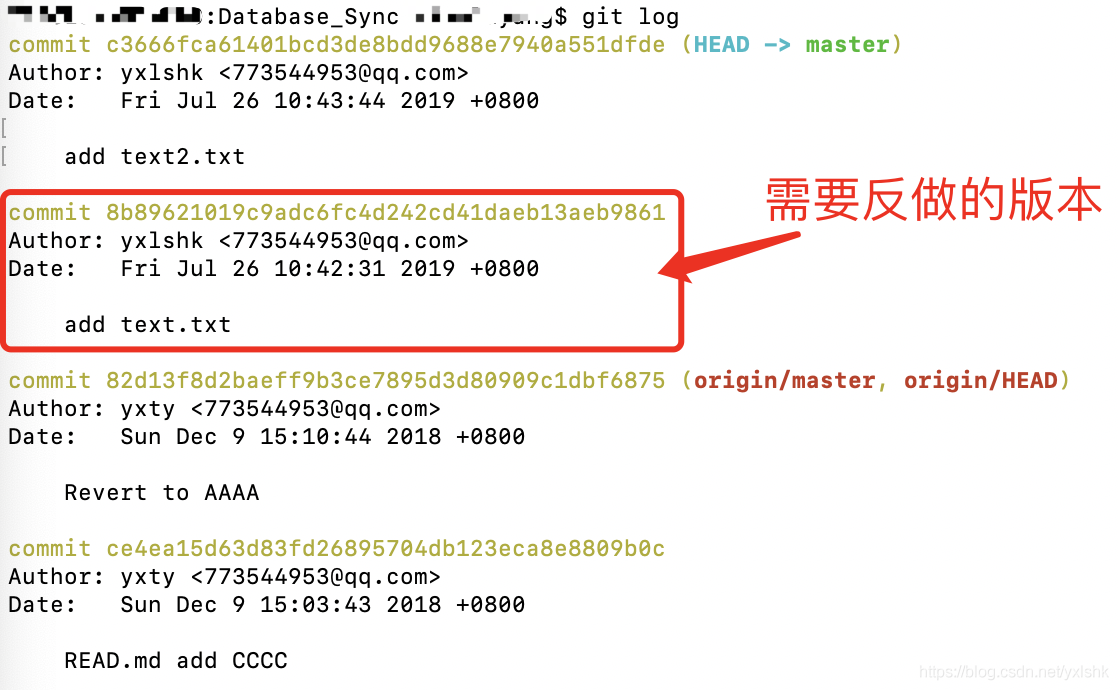 :Database_Sync $ git log
commit c3666fca61401bcd3de8bdd9688e7940a551dfde (HEAD -> master)
Author: yxlshk <773544953@qq.com>
Date:   Fri Jul 26 10:43:44 2019 +0800
[
[    add text2.txt
需要反做的版本
commit 8b89621019c9adc6fc4d242cd41daeb13aeb9861
Author: yxlshk <773544953@qq.com>
Date:   Fri Jul 26 10:42:31 2019 +0800
add text.txt
commit 82d13f8d2baeff9b3ce7895d3d80909c1dbf6875 (origin/master, origin/HEAD)
Author: yxty <773544953@qq.com>
Date:   Sun Dec 9 15:10:44 2018 +0800
Revert to AAAA
commit ce4ea15d63d83fd26895704db123eca8e8809b0c
Author: yxty <773544953@qq.com>
Date:   Sun Dec 9 15:03:43 2018 +0800
READ.md add CCCC
https://blog.csdn.net/yxlshk